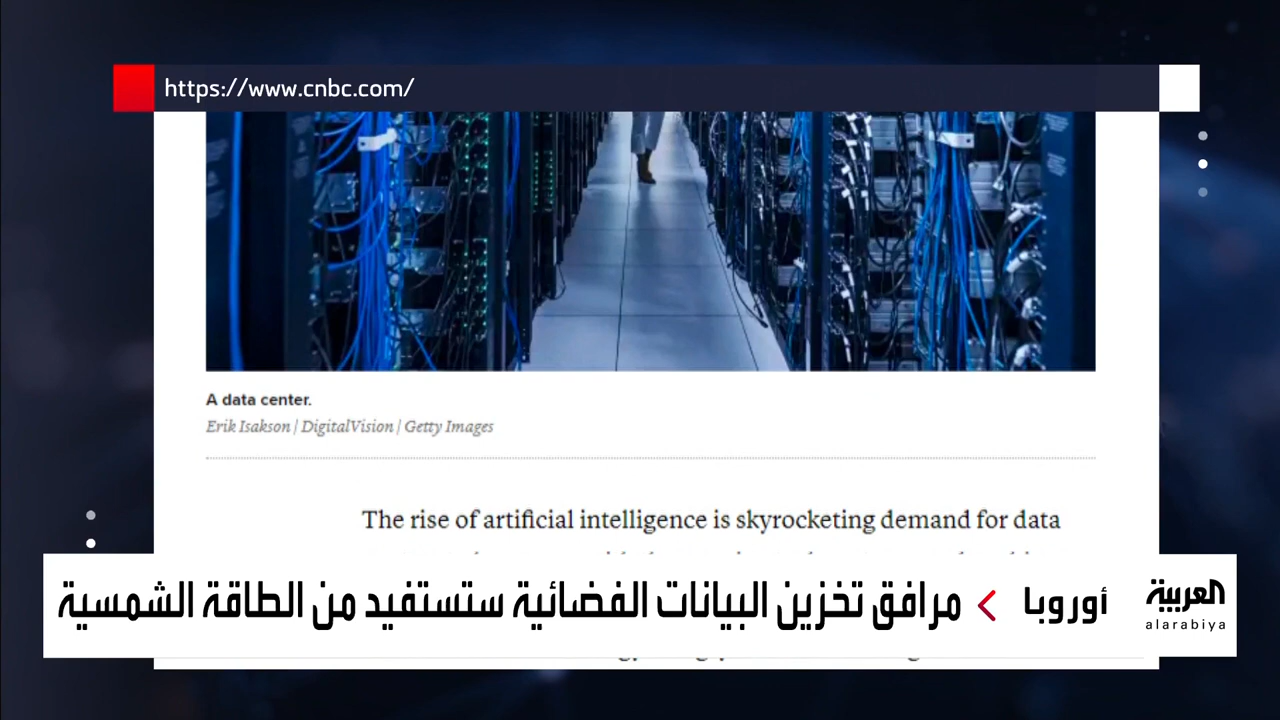 https://www.cnbc.com/
A data center.
Erik Isakson | DigitalVision | Getty Images
The rise of artificial intelligence is skyrocketing demand for data
العربية
alarabiya
أوروبا
مرافق تخزين البيانات الفضائية ستستفيد من الطاقة الشمسية